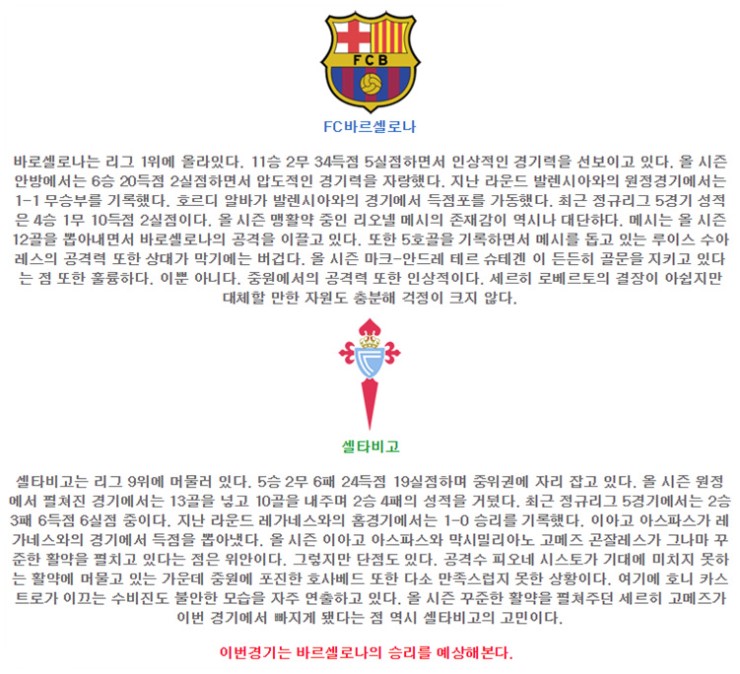 FCB
FC바르셀로나
바로셀로나는 리그 1위에 올라있다. 11승 2무 34득점 5실점하면서 인상적인 경기력을 선보이고 있다. 올 시즌
안방에서는 6승 20득점 2실점하면서 압도적인 경기력을 자랑했다. 지난 라운드 발렌시아와의 원정경기에서는
1-1 무승부를 기록했다. 호르디 알바가 발렌시아와의 경기에서 득점포를 가동했다. 최근 정규리그 5경기 성적
은 4승 1무 10득점 2실점이다. 올 시즌 맹활약 중인 리오넬 메시의 존재감이 역시나 대단하다. 메시는 올 시즌
12골을 뽑아내면서 바로셀로나의 공격을 이끌고 있다. 또한 5호골을 기록하면서 메시를 돕고 있는 루이스 수아
레스의 공격력 또한 상대가 막기에는 버겁다. 올 시즌 마크-안드레 테르 슈테겐 이 든든히 골문을 지키고 있다
는 점 또한 훌륭하다. 이뿐 아니다. 중원에서의 공격력 또한 인상적이다. 세르히 로베르토의 결장이 아쉽지만
대체할 만한 자원도 충분해 걱정이 크지 않다.
셀타비고
셀타비고는 리그 9위에 머물러 있다. 5승 2무 6패 24득점 19실점하며 중위권에 자리 잡고 있다. 올 시즌 원정
에서 펼쳐진 경기에서는 13골을 넣고 10골을 내주며 2승 4패의 성적을 거뒀다. 최근 정규리그 5경기에서는 2승
3패 6득점 6실점 중이다. 지난 라운드 레가네스와의 홈경기에서는 1-0 승리를 기록했다. 이아고 아스파스가 레
가네스와의 경기에서 득점을 뽑아냈다. 올 시즌 이아고 아스파스와 막시밀리아노 고메즈 곤잘레스가 그나마 꾸
준한 활약을 펼치고 있다는 점은 위안이다. 그렇지만 단점도 있다. 공격수 피오네 시스토가 기대에 미치지 못하
는 활약에 머물고 있는 가운데 중원에 포진한 호사베드 또한 다소 만족스럽지 못한 상황이다. 여기에 호니 카스
트로가 이끄는 수비진도 불안한 모습을 자주 연출하고 있다. 올 시즌 꾸준한 활약을 펼쳐주던 세르히 고메즈가
이번 경기에서 빠지게 됐다는 점 역시 셀타비고의 고민이다.
이번경기는 바르셀로나의 승리를 예상해본다.